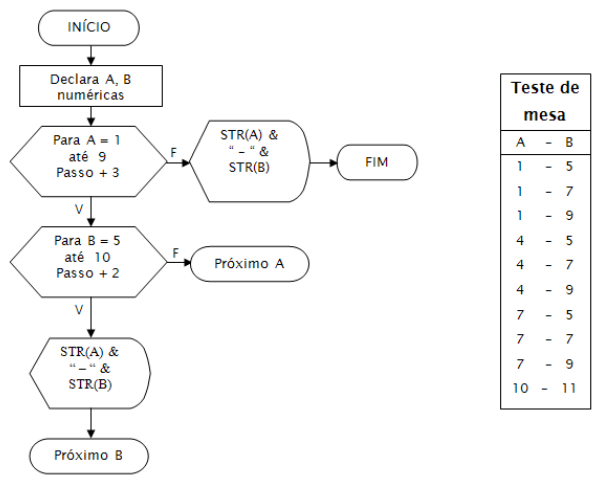 INÍCIO
Declara A, B
numéricas
Para A = 1
até 9
Passo + 3
F
STR(A) &
“ – “ &
STR(B)
FIM
V
Para B = 5
até 10
Passo + 2
F
Próximo A
V
STR(A) &
“ – “ &
STR(B)
Próximo B
Teste de
mesa
A – B
1 – 5
1 – 7
1 – 9
4 – 5
4 – 7
4 – 9
7 – 5
7 – 7
7 – 9
10 – 11